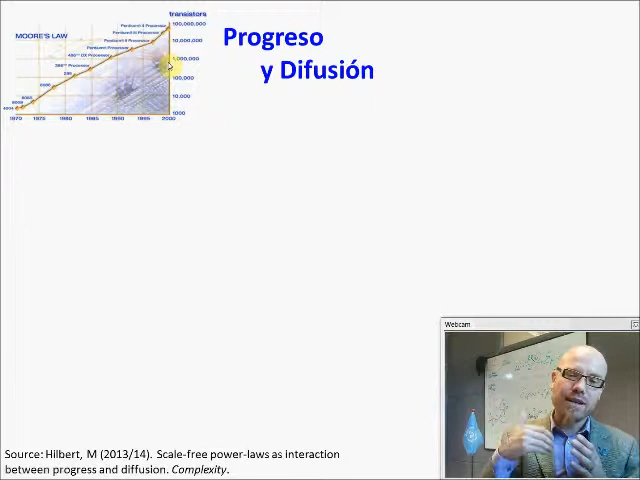 transistors
MOORE'S LAW
Pentium® 4 Processor
100,000,000
Pentium® III Processor
Pentium® II Processor
10,000,000
Pentium® Processor
486™ DX Processor
1,000,000
386™ Processor
286
100,000
8086
10,000
8080
8008
4004
1000
1970 1975 1980 1985 1990 1995 2000
Progreso
y Difusión
Webcam
Source: Hilbert, M (2013/14). Scale-free power-laws as interaction
between progress and diffusion. Complexity.